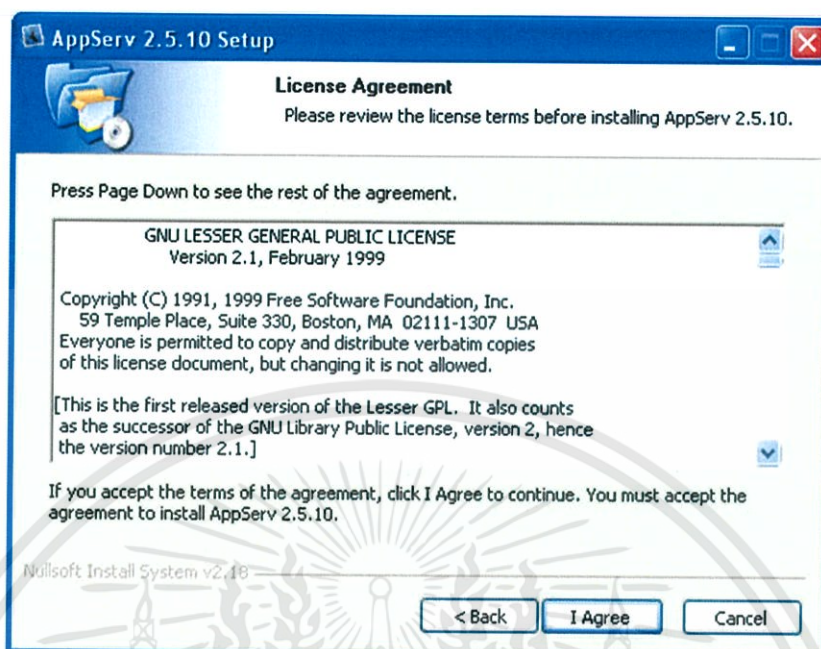 AppServ 2.5.10 Setup
License Agreement
Please review the license terms before installing AppServ 2.5.10.
Press Page Down to see the rest of the agreement.
GNU LESSER GENERAL PUBLIC LICENSE
Version 2.1, February 1999
Copyright (C) 1991, 1999 Free Software Foundation, Inc.
59 Temple Place, Suite 330, Boston, MA 02111-1307 USA
Everyone is permitted to copy and distribute verbatim copies
of this license document, but changing it is not allowed.
[This is the first released version of the Lesser GPL. It also counts
as the successor of the GNU Library Public License, version 2, hence
the version number 2.1.]
If you accept the terms of the agreement, click I Agree to continue. You must accept the
agreement to install AppServ 2.5.10.
Nullsoft Install System v2.18
< Back I Agree Cancel